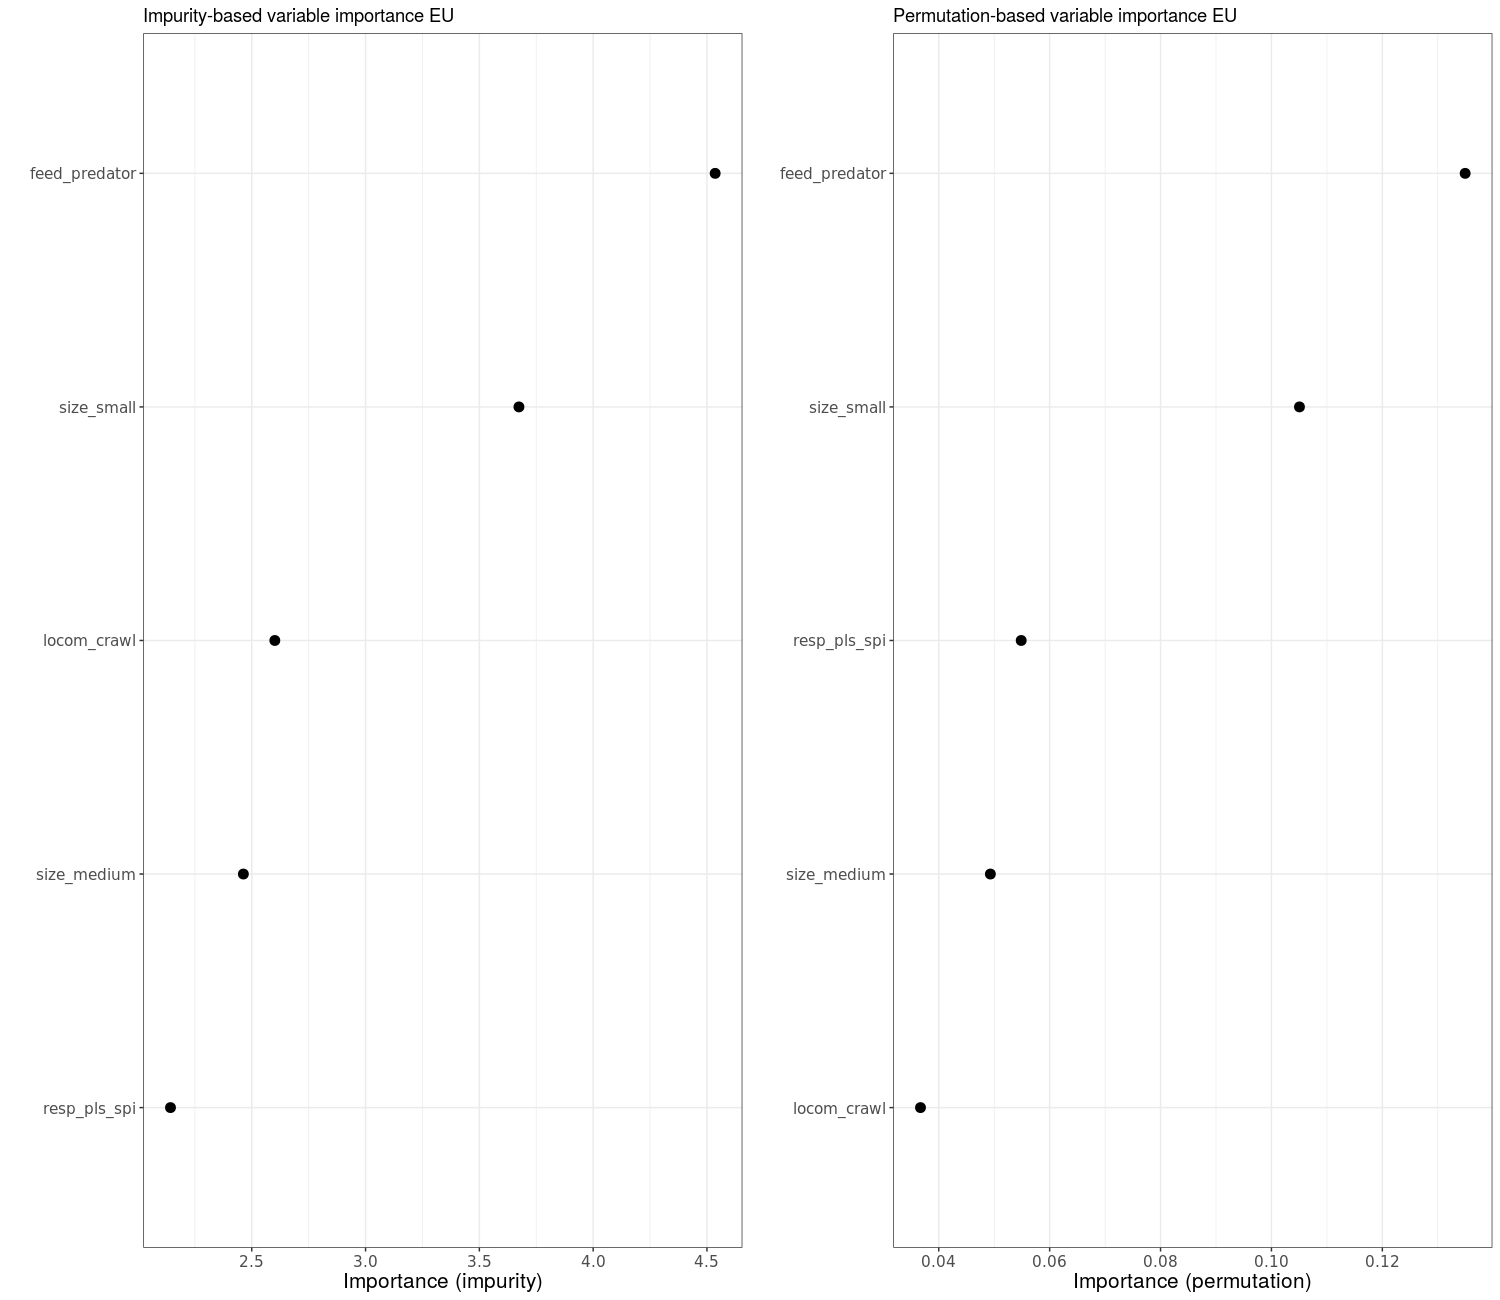 Impurity-based variable importance EU
feed_predator
size_small
locom_crawl
size_medium
resp_pls_spi
2.5 3.0 3.5 4.0 4.5
Importance (impurity)
Permutation-based variable importance EU
feed_predator
size_small
resp_pls_spi
size_medium
locom_crawl
0.04 0.06 0.08 0.10 0.12
Importance (permutation)